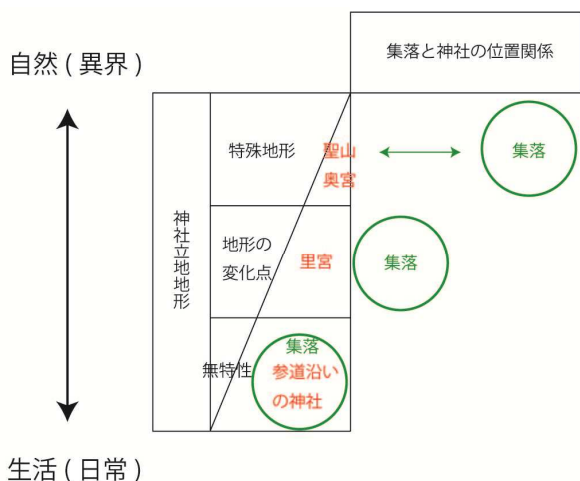 集落と神社の位置関係
自然(異界)
特殊地形
聖山
奥宮
集落
神社立地地形
地形の
変化点
里宮
集落
無特性
集落
参道沿い
の神社
生活(日常)